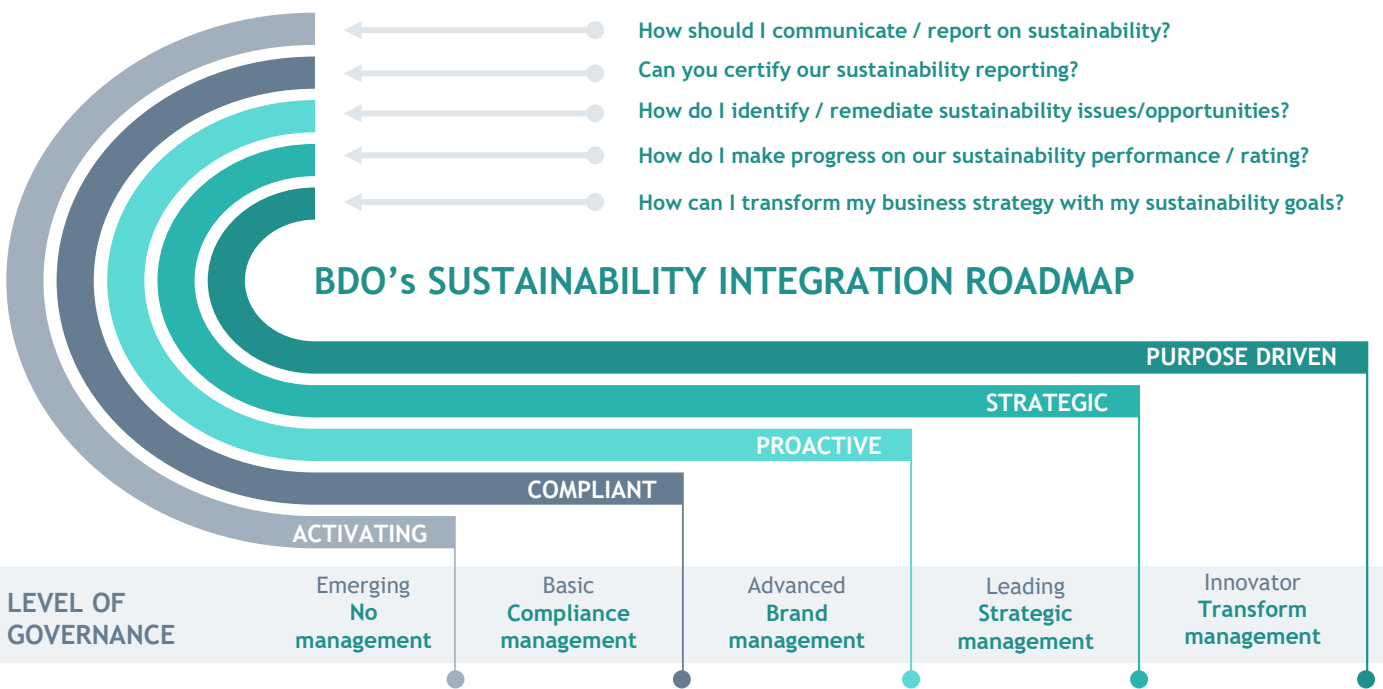 How should I communicate / report on sustainability?
Can you certify our sustainability reporting?
How do I identify / remediate sustainability issues/opportunities?
How do I make progress on our sustainability performance / rating?
How can I transform my business strategy with my sustainability goals?
BDO's SUSTAINABILITY INTEGRATION ROADMAP
PURPOSE DRIVEN
STRATEGIC
PROACTIVE
COMPLIANT
ACTIVATING
LEVEL OF
GOVERNANCE
Emerging
No
management
Basic
Compliance
management
Advanced
Brand
management
Leading
Strategic
management
Innovator
Transform
management